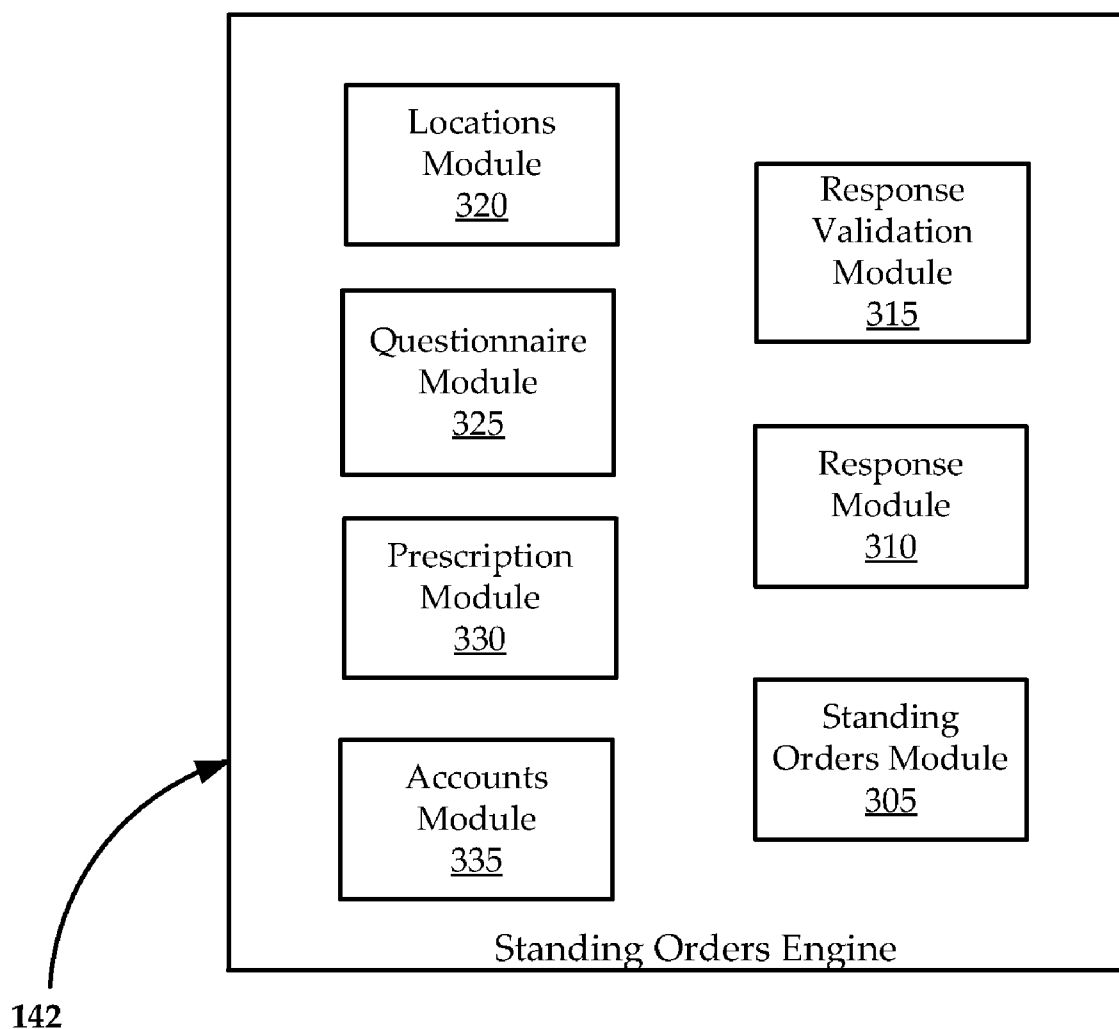 Locations
Module
320
Questionnaire
Module
325
Prescription
Module
330
Accounts
Module
335
Response
Validation
Module
315
Response
Module
310
Standing
Orders Module
305
Standing Orders Engine
142